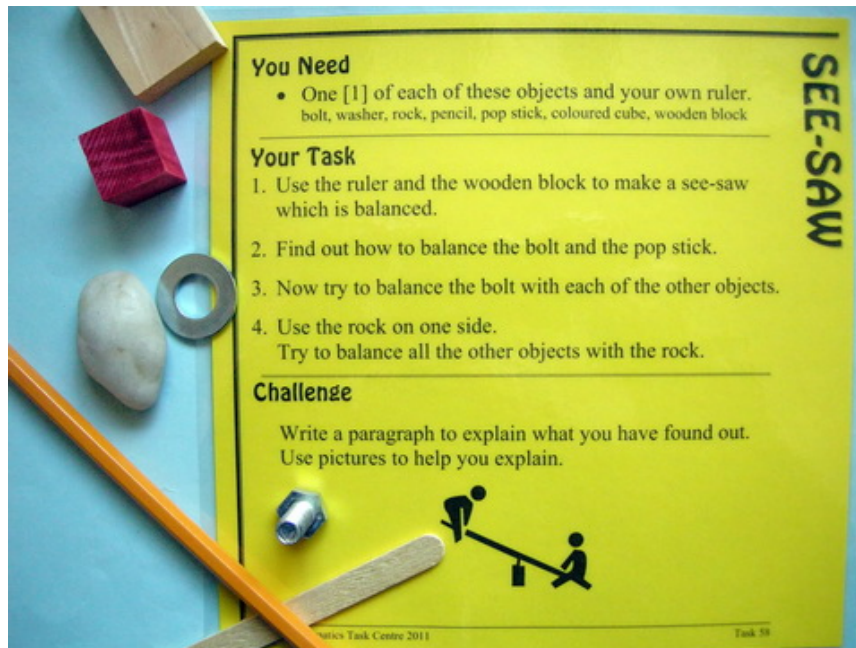 SEE-SAW
You Need
• One [1] of each of these objects and your own ruler.
bolt, washer, rock, pencil, pop stick, coloured cube, wooden block
Your Task
1. Use the ruler and the wooden block to make a see-saw
which is balanced.
2. Find out how to balance the bolt and the pop stick.
3. Now try to balance the bolt with each of the other objects.
4. Use the rock on one side.
Try to balance all the other objects with the rock.
Challenge
Write a paragraph to explain what you have found out.
Use pictures to help you explain.
Task Centre 2011
Task 58